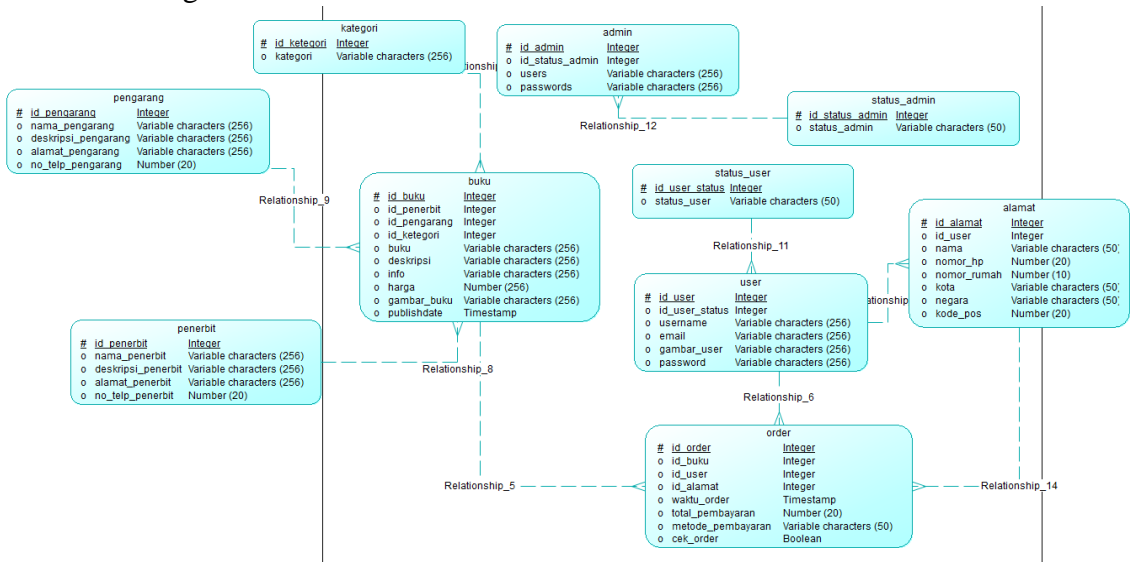 kategori
# id_ketegori Integer
o kategori Variable characters (256)
admin
# id_admin Integer
o id_status_admin Integer
o users Variable characters (256)
o passwords Variable characters (256)
pengarang
# id_pengarang Integer
o nama_pengarang Variable characters (256)
o deskripsi_pengarang Variable characters (256)
o alamat_pengarang Variable characters (256)
o no_telp_pengarang Number (20)
status_admin
# id_status_admin Integer
o status_admin Variable characters (50)
Relationship_12
status_user
# id_user_status Integer
o status_user Variable characters (50)
buku
# id_buku Integer
o id_penerbit Integer
o id_pengarang Integer
o id_ketegori Integer
o buku Variable characters (256)
o deskripsi Variable characters (256)
o info Variable characters (256)
o harga Number (256)
o gambar_buku Variable characters (256)
o publishdate Timestamp
Relationship_9
alamat
# id_alamat Integer
o id_user Integer
o nama Variable characters (50)
o nomor_hp Number (20)
o nomor_rumah Number (10)
o kota Variable characters (50)
o negara Variable characters (50)
o kode_pos Number (20)
Relationship_11
user
# id_user Integer
o id_user_status Integer
o username Variable characters (256)
o email Variable characters (256)
o gambar_user Variable characters (256)
o password Variable characters (256)
penerbit
# id_penerbit Integer
o nama_penerbit Variable characters (256)
o deskripsi_penerbit Variable characters (256)
o alamat_penerbit Variable characters (256)
o no_telp_penerbit Number (20)
Relationship_8
Relationship_6
order
# id_order Integer
o id_buku Integer
o id_user Integer
o id_alamat Integer
o waktu_order Timestamp
o total_pembayaran Number (20)
o metode_pembayaran Variable characters (50)
o cek_order Boolean
Relationship_5
Relationship_14